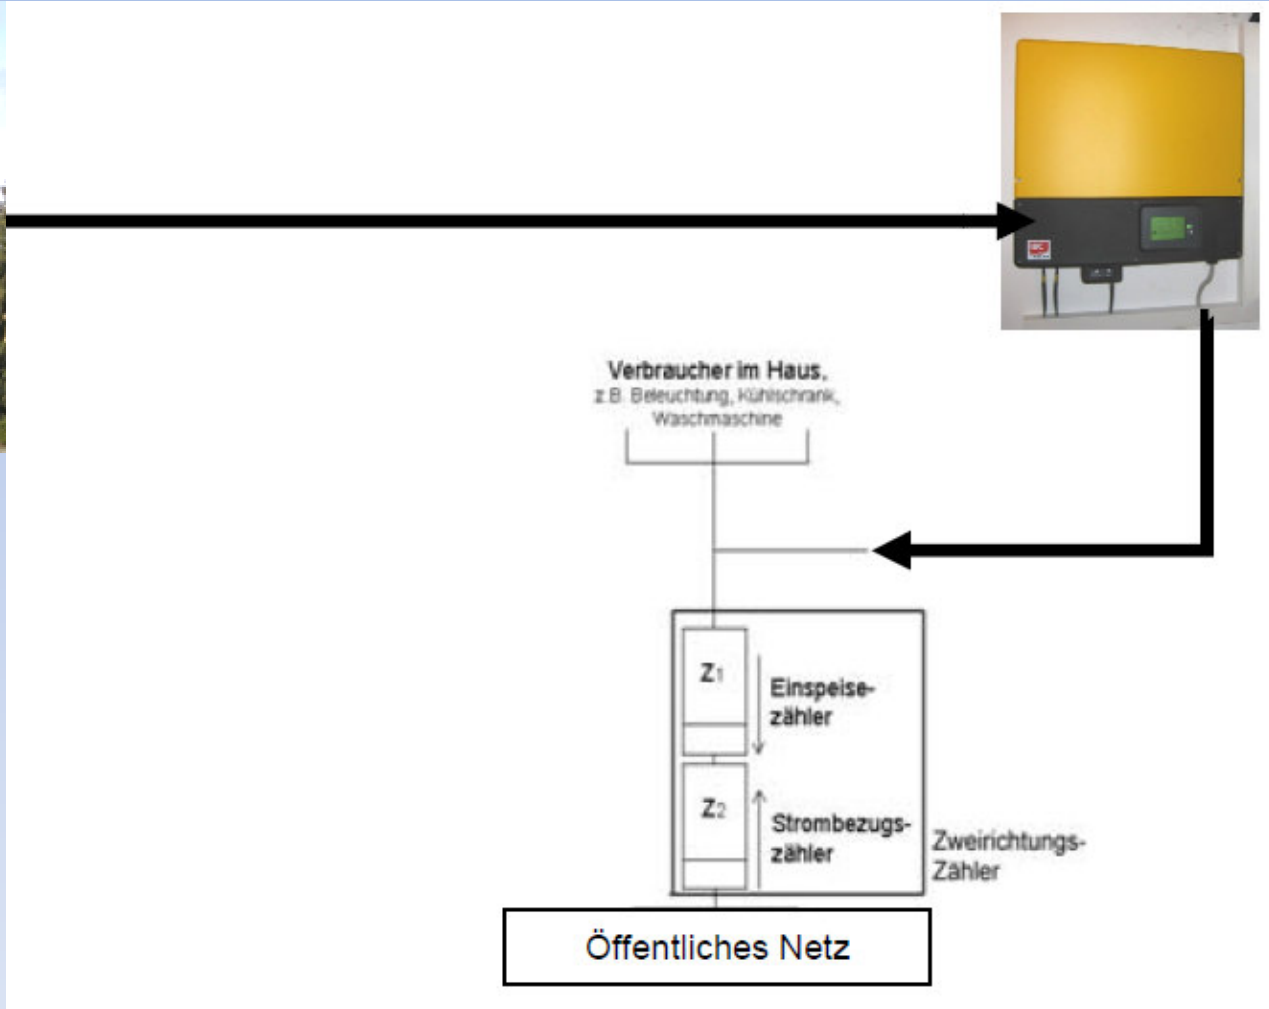 Verbraucher im Haus,
z.B. Beleuchtung, Kühlschrank,
Waschmaschine
Z1
Einspeise-
zähler
Z2
Strombezugs-
zähler
Zweirichtungs-
Zähler
Öffentliches Netz